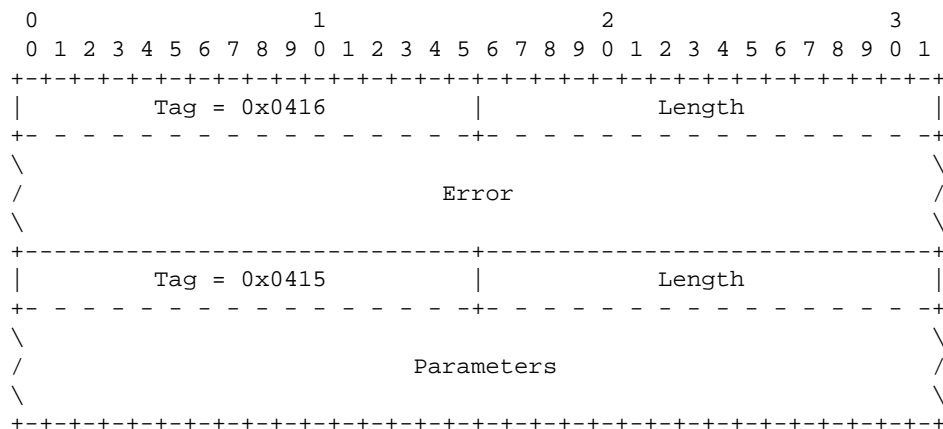 0                   1                   2                   3
0 1 2 3 4 5 6 7 8 9 0 1 2 3 4 5 6 7 8 9 0 1 2 3 4 5 6 7 8 9 0 1
+-+-+-+-+-+-+-+-+-+-+-+-+-+-+-+-+-+-+-+-+-+-+-+-+-+-+-+-+-+-+-+-+
|         Tag = 0x0416          |            Length             |
+- - - - - - - - - - - - - - - -+- - - - - - - - - - - - - - - -+
\                                                               \
/                             Error                             /
\                                                               \
+-------------------------------+-------------------------------+
|         Tag = 0x0415          |            Length             |
+- - - - - - - - - - - - - - - -+- - - - - - - - - - - - - - - -+
\                                                               \
/                           Parameters                          /
\                                                               \
+-+-+-+-+-+-+-+-+-+-+-+-+-+-+-+-+-+-+-+-+-+-+-+-+-+-+-+-+-+-+-+-+